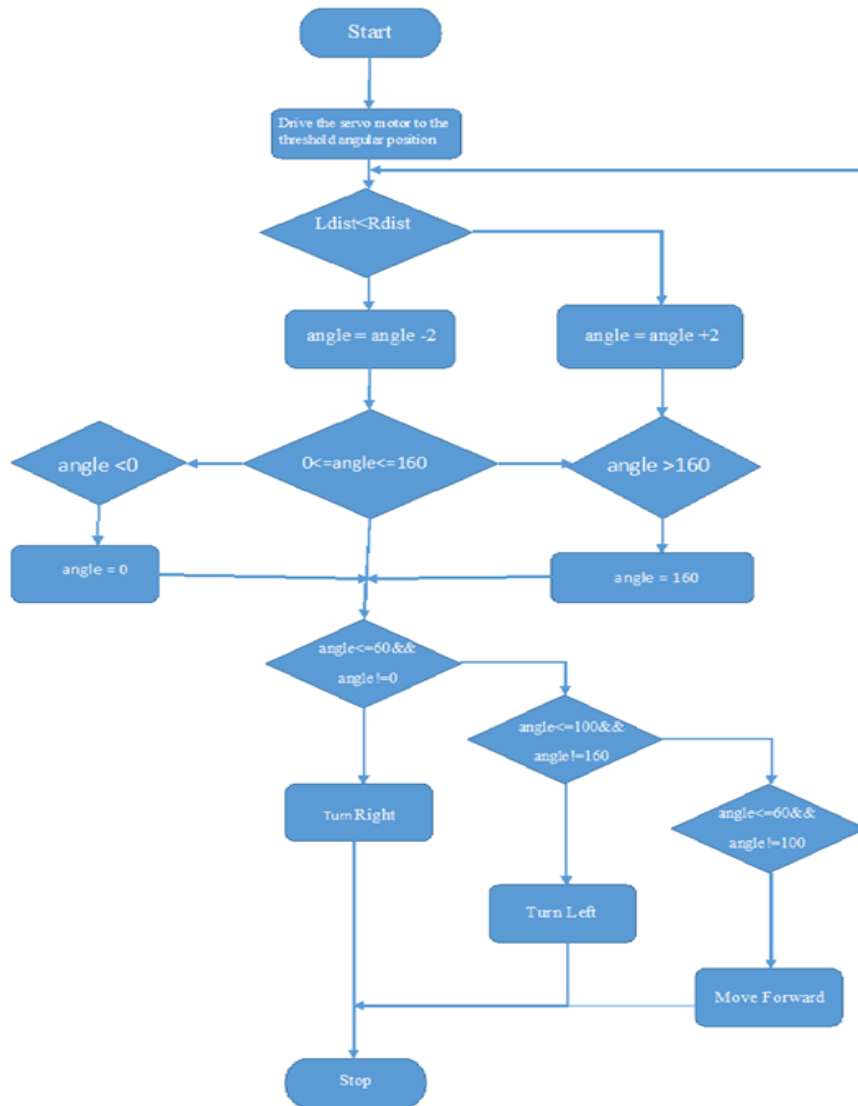 Start
Drive the servo motor to the
threshold angular position
Ldist<Rdist
angle = angle -2
angle = angle +2
angle <0
0<=angle<=160
angle >160
angle = 0
angle = 160
angle<=60&&
angle!=0
angle<=100&&
angle!=160
angle<=60&&
angle!=100
Turn Right
Turn Left
Move Forward
Stop